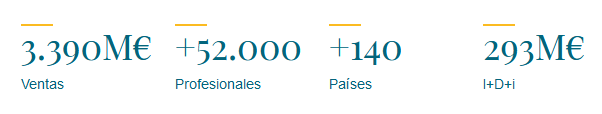 3.390M€ +52.000 +140 293M€
Ventas Profesionales Países I+D+i